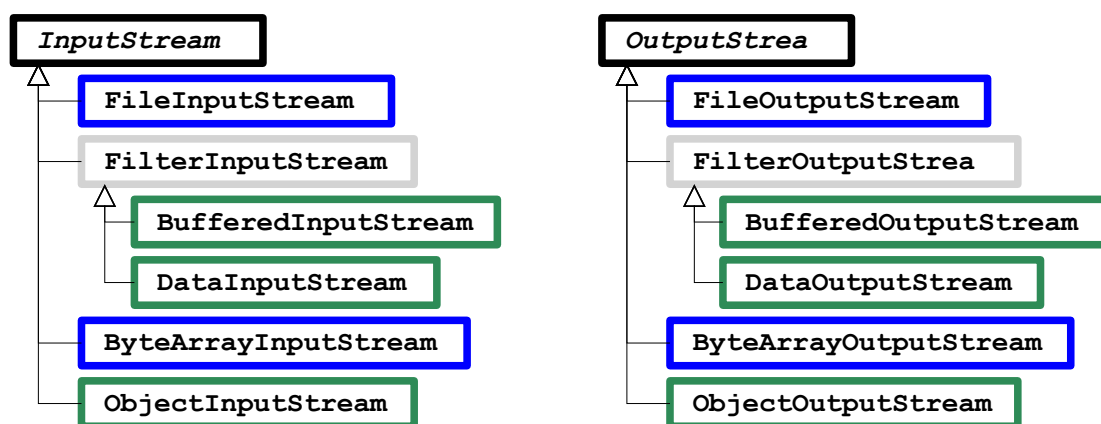 InputStream
FileInputStream
FilterInputStream
BufferedInputStream
DataInputStream
ByteArrayInputStream
ObjectInputStream
OutputStrea
FileOutputStream
FilterOutputStrea
BufferedOutputStream
DataOutputStream
ByteArrayOutputStream
ObjectOutputStream